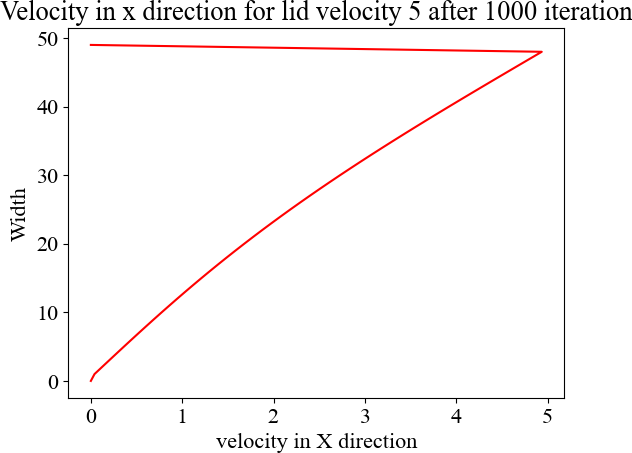 Velocity in x direction for lid velocity 5 after 1000 iteration
50
40
30
20
10
0
Width
0 1 2 3 4 5
velocity in X direction